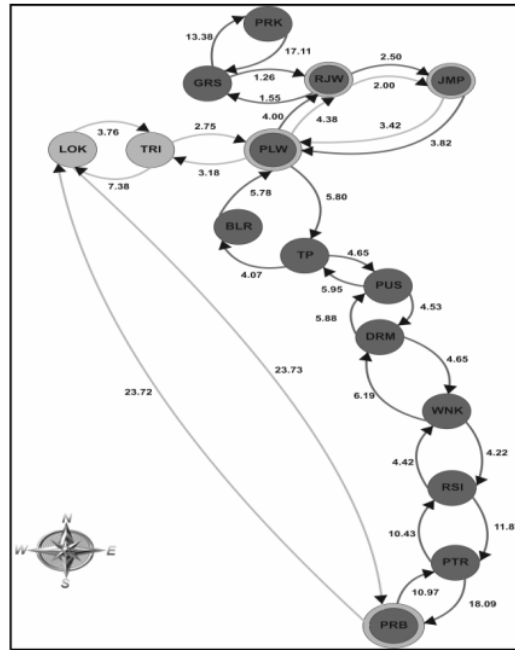 PRK
13.38
17.11
GRS
1.26
RJW
2.50
JMP
1.55
2.00
4.00
4.38
3.42
3.82
3.76
2.75
LOK
TRI
PLW
7.38
3.18
5.78
5.80
BLR
TP
4.65
4.07
5.95
PUS
4.53
5.88
DRM
4.65
23.73
23.72
6.19
WNK
4.22
4.42
RSI
11.8
10.43
N
W
E
S
PTR
10.97
18.09
PRB